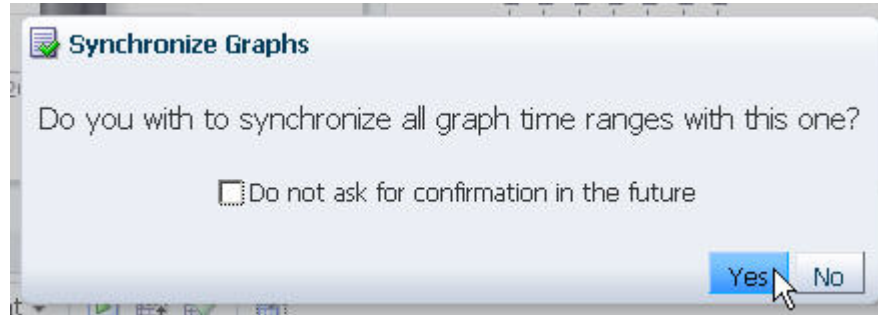 Synchronize Graphs
Do you with to synchronize all graph time ranges with this one?
Do not ask for confirmation in the future
Yes No